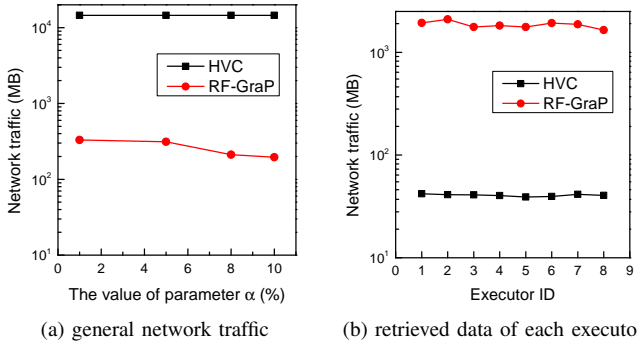 Network traffic (MB)
10^4
10^3
10^2
10^1
HVC
RF-GraP
0 2 4 6 8 10
The value of parameter α (%)
(a) general network traffic
Network traffic (MB)
10^3
10^2
10^1
HVC
RF-GraP
0 1 2 3 4 5 6 7 8 9
Executor ID
(b) retrieved data of each executo